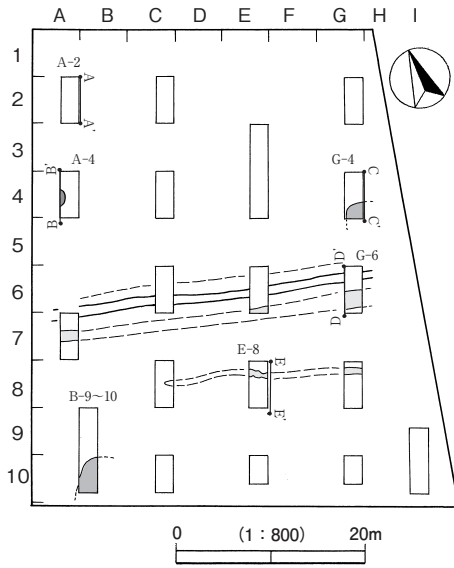 A B C D E F G H I
1
A-2
A
2
A'
3
B' A-4 G-4 C
4
B C'
5
D' G-6
6
D
7
E-8 E
8
B-9～10 E'
9
10
0 (1：800) 20m